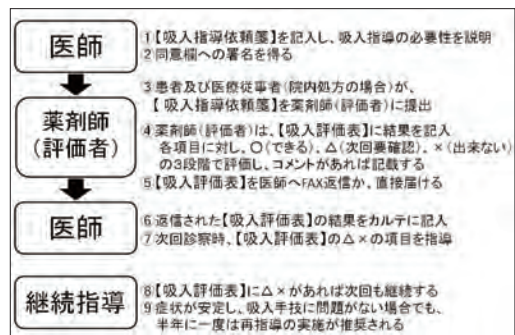 医師
①【吸入指導依頼箋】を記入し、吸入指導の必要性を説明
②同意欄への署名を得る
薬剤師
(評価者)
3 患者及び医療従事者(院内処方の場合)が、
【吸入指導依頼箋】を薬剤師(評価者)に提出
④薬剤師(評価者)は、【吸入評価表】に結果を記入
各項目に対し、〇(できる)、△(次回要確認)、×(出来ない)
の3段階で評価し、コメントがあれば記載する
⑤【吸入評価表】を医師へFAX返信か、直接届ける
医師
⑥返信された【吸入評価表】の結果をカルテに記入
⑦次回診察時、【吸入評価表】の△×の項目を指導
継続指導
⑧【吸入評価表】に△×があれば次回も継続する
⑨症状が安定し、吸入手技に問題がない場合でも、
半年に一度は再指導の実施が推奨される